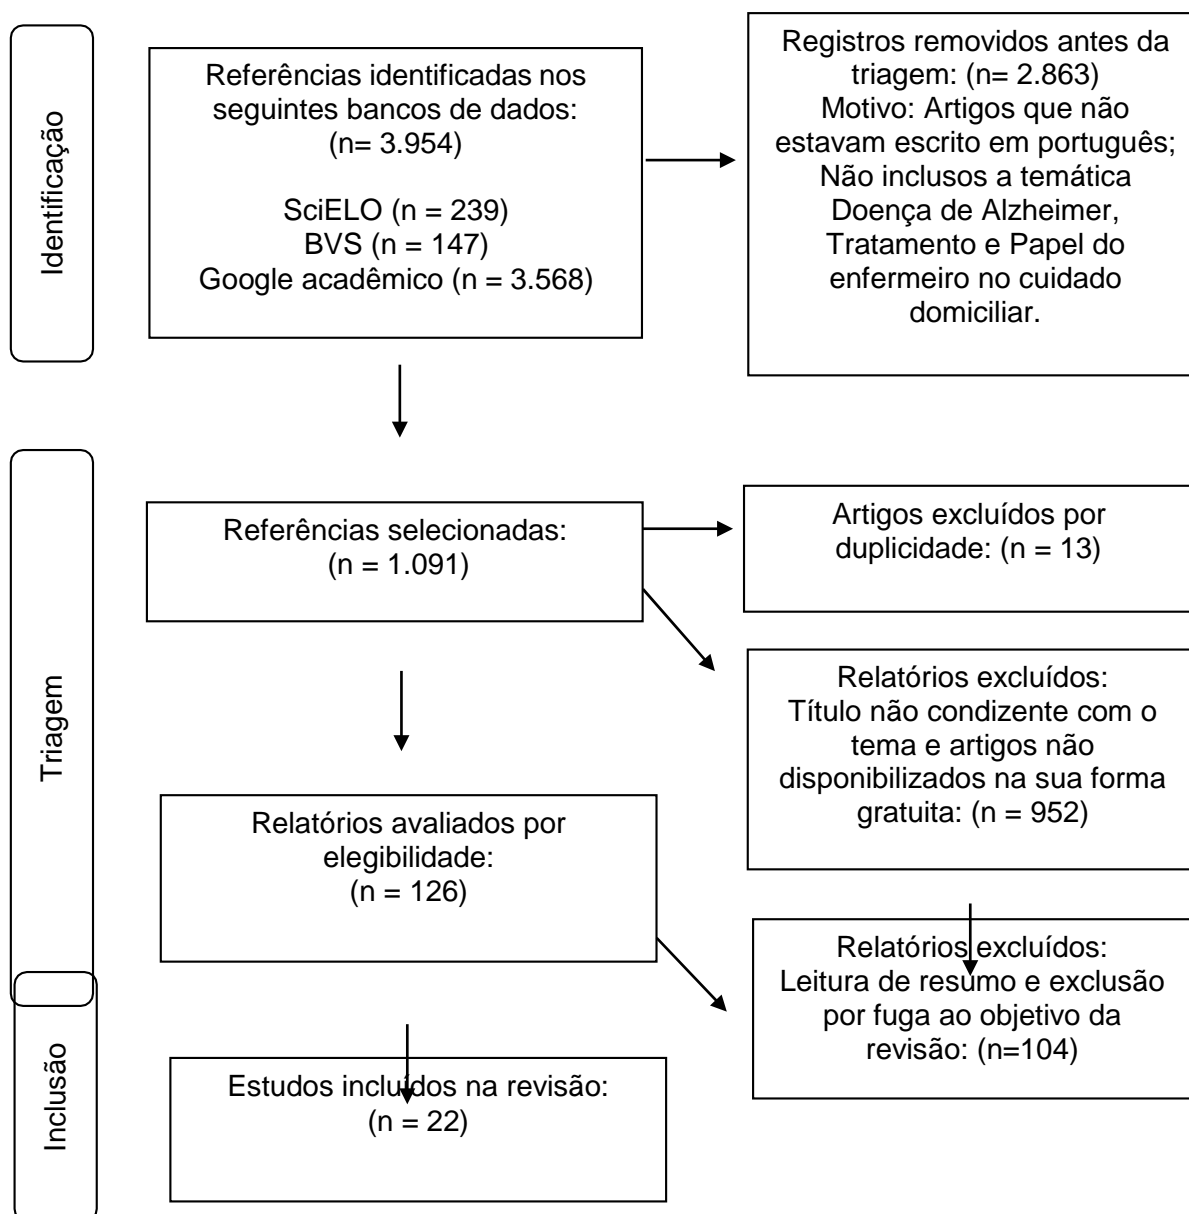 Identificação
Referências identificadas nos
seguintes bancos de dados:
(n= 3.954)
SciELO (n = 239)
BVS (n = 147)
Google acadêmico (n = 3.568)
Registros removidos antes da
triagem: (n= 2.863)
Motivo: Artigos que não
estavam escrito em português;
Não inclusos a temática
Doença de Alzheimer,
Tratamento e Papel do
enfermeiro no cuidado
domiciliar.
Triagem
Referências selecionadas:
(n = 1.091)
Artigos excluídos por
duplicidade: (n = 13)
Relatórios excluídos:
Título não condizente com o
tema e artigos não
disponibilizados na sua forma
gratuita: (n = 952)
Relatórios avaliados por
elegibilidade:
(n = 126)
Relatórios excluídos:
Leitura de resumo e exclusão
por fuga ao objetivo da
revisão: (n=104)
Inclusão
Estudos incluídos na revisão:
(n = 22)